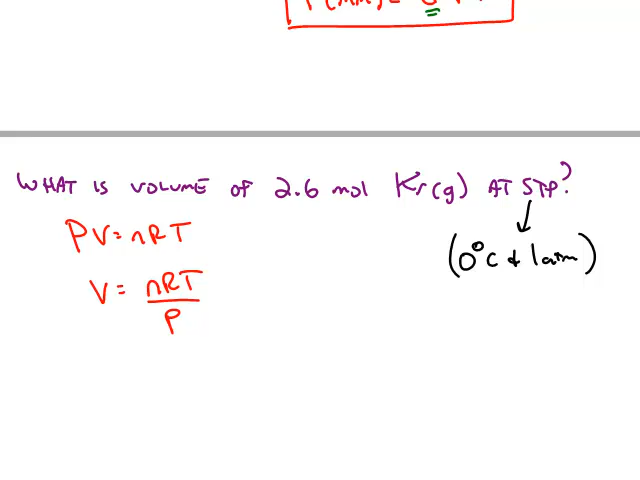 WHAT IS VOLUME OF 2.6 mol Kr(g) AT STP?
PV=nRT
(0°C & 1atm)
V = nRT
P